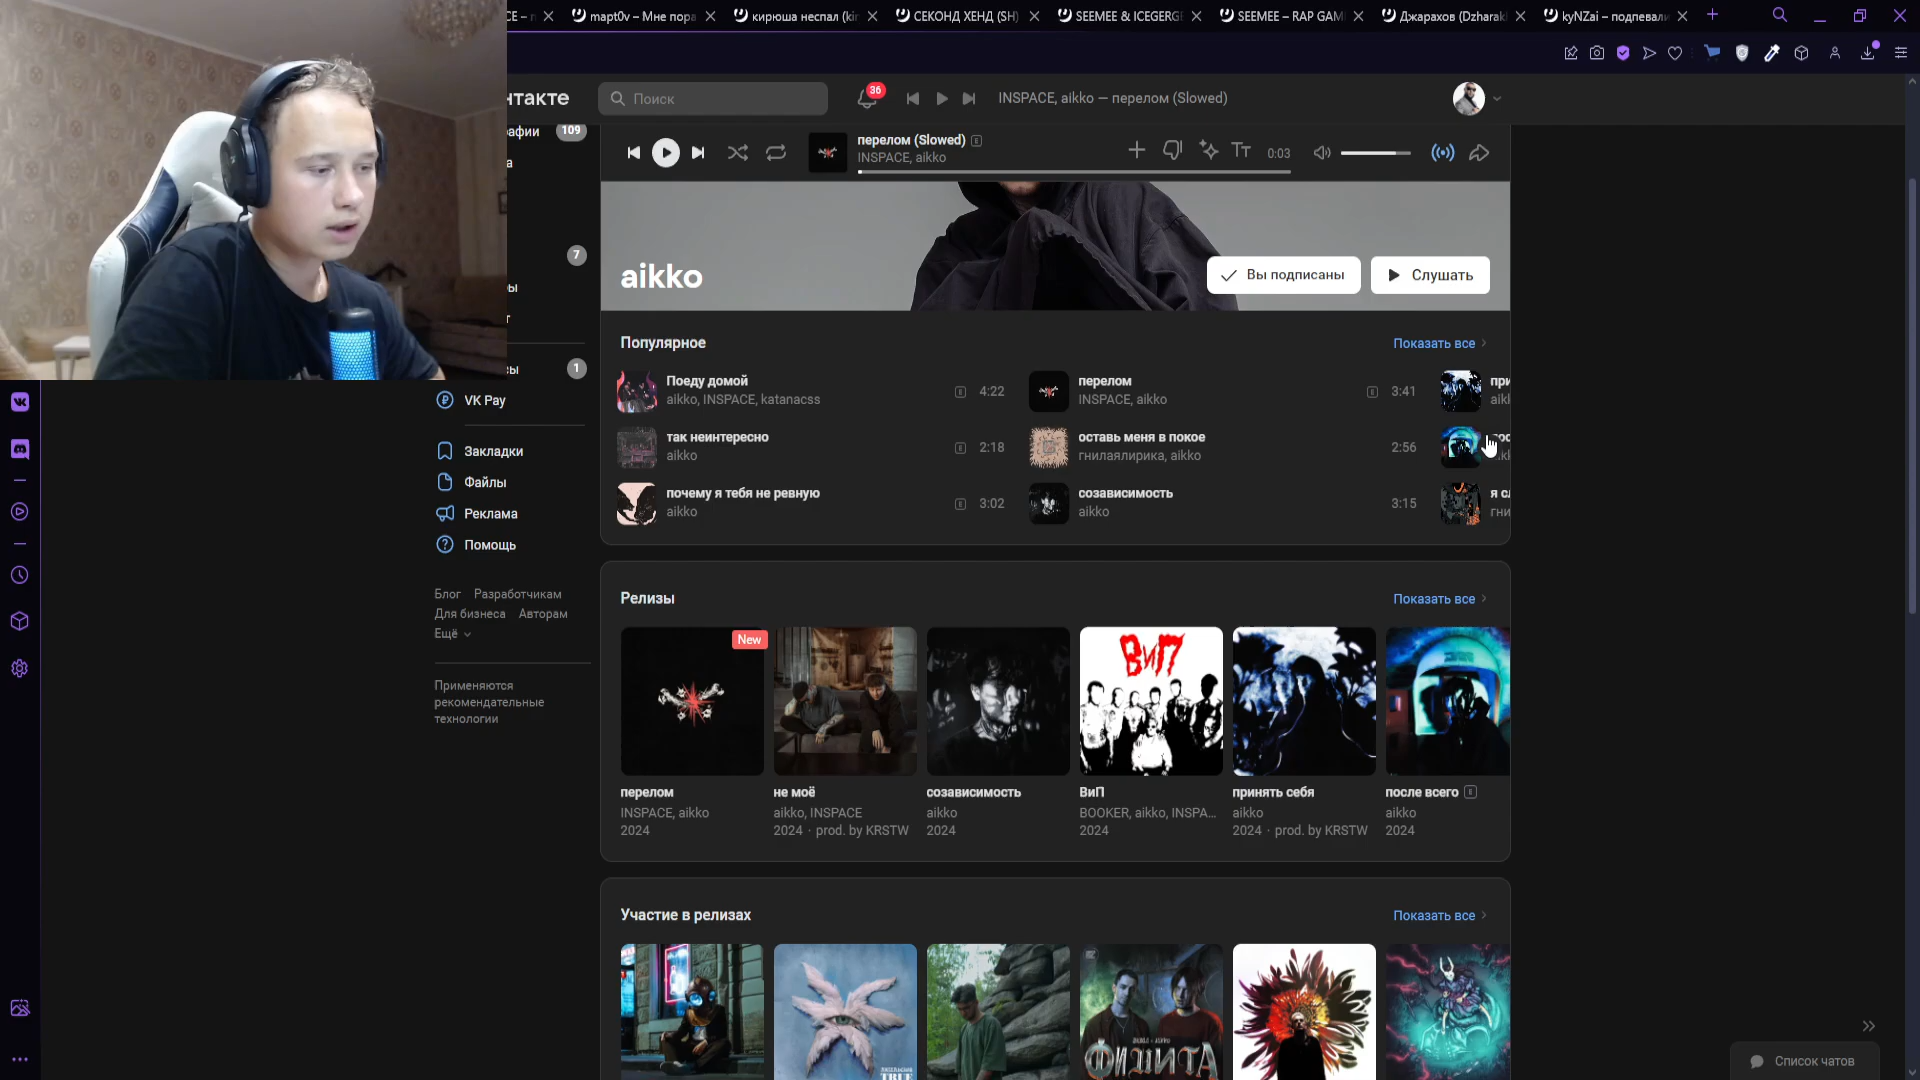 mapt0v – Мне пора
кирюша неспал (kir
СЕКОНД ХЕНД (SH)
SEEMEE & ICEGERG
SEEMEE – RAP GAM
Джарахов (Dzharak
kyNZai – подпевал
нтакте
Поиск
36
INSPACE, aikko — перелом (Slowed)
афии
109
перелом (Slowed) E
INSPACE, aikko
0:03
7
1
aikko
Вы подписаны
Слушать
VK Pay
Закладки
Файлы
Реклама
Помощь
Блог Разработчикам
Для бизнеса Авторам
Ещё
Применяются
рекомендательные
технологии
Популярное
Показать все
Поеду домой
aikko, INSPACE, katanacss
E 4:22
перелом
INSPACE, aikko
E 3:41
так неинтересно
aikko
E 2:18
оставь меня в покое
гнилаялирика, aikko
2:56
почему я тебя не ревную
aikko
E 3:02
созависимость
aikko
3:15
Релизы
Показать все
New
ВиП
перелом
INSPACE, aikko
2024
не моё
aikko, INSPACE
2024 · prod. by KRSTW
созависимость
aikko
2024
ВиП
BOOKER, aikko, INSPA...
2024
принять себя
aikko
2024 · prod. by KRSTW
после всего E
aikko
2024
Участие в релизах
Показать все
TRUE
ФИДИТА
Список чатов